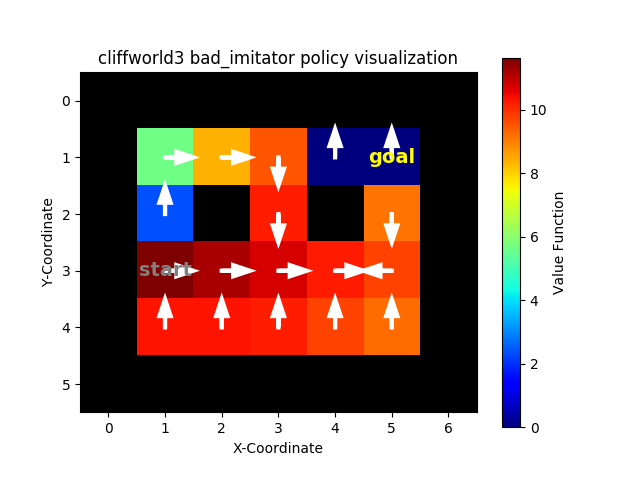 cliffworld3 bad_imitator policy visualization
0
1
2
3
4
5
Y-Coordinate
goal
start
0 1 2 3 4 5 6
X-Coordinate
10
8
6
4
2
0
Value Function